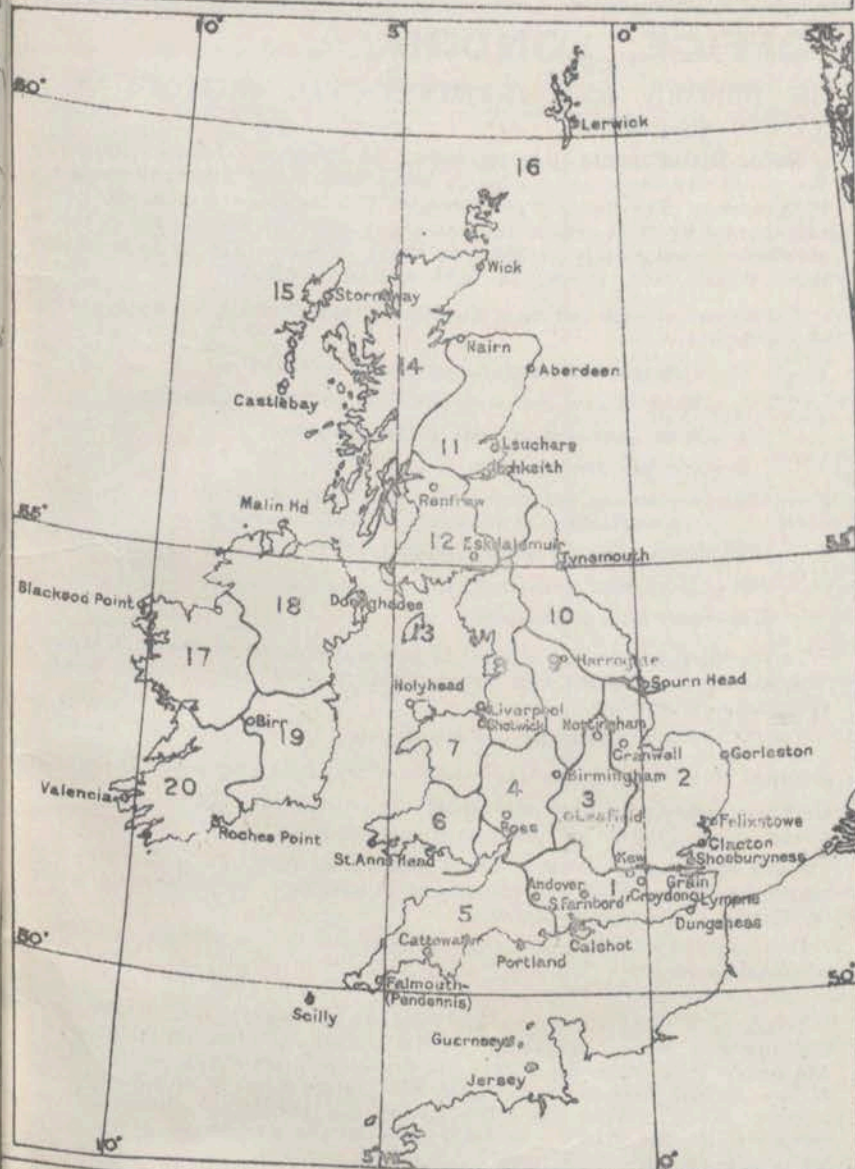 10° 5° 0° 5°
60°
Lerwick
16
Wick
15 Stornoway
Nairn
14
Aberdeen
Castlebay
11 Leuchars
Inchkeith
Renfrew
Malin Hd
55° 55°
12 Eskdalemuir
Tynemouth
Blacksod Point
18 Donaghadee
10
13
17
9 Harrogate
8
Spurn Head
Holyhead
Liverpool
Birr Shotwick Nottingham
19 7 Cranwell Gorleston
Birmingham 2
Valencia 20 4 3
6 Ross Leafield Felixstowe
Roches Point Clacton
St. Anns Head Kew Shoeburyness
Andover 1 Grain
S. Farnboro' Croydon Lympne
5 Dungeness
Cattewater Calshot
Portland
50° 50°
Falmouth
(Pendennis)
Scilly
Guernsey
Jersey
10° 5°W 0°